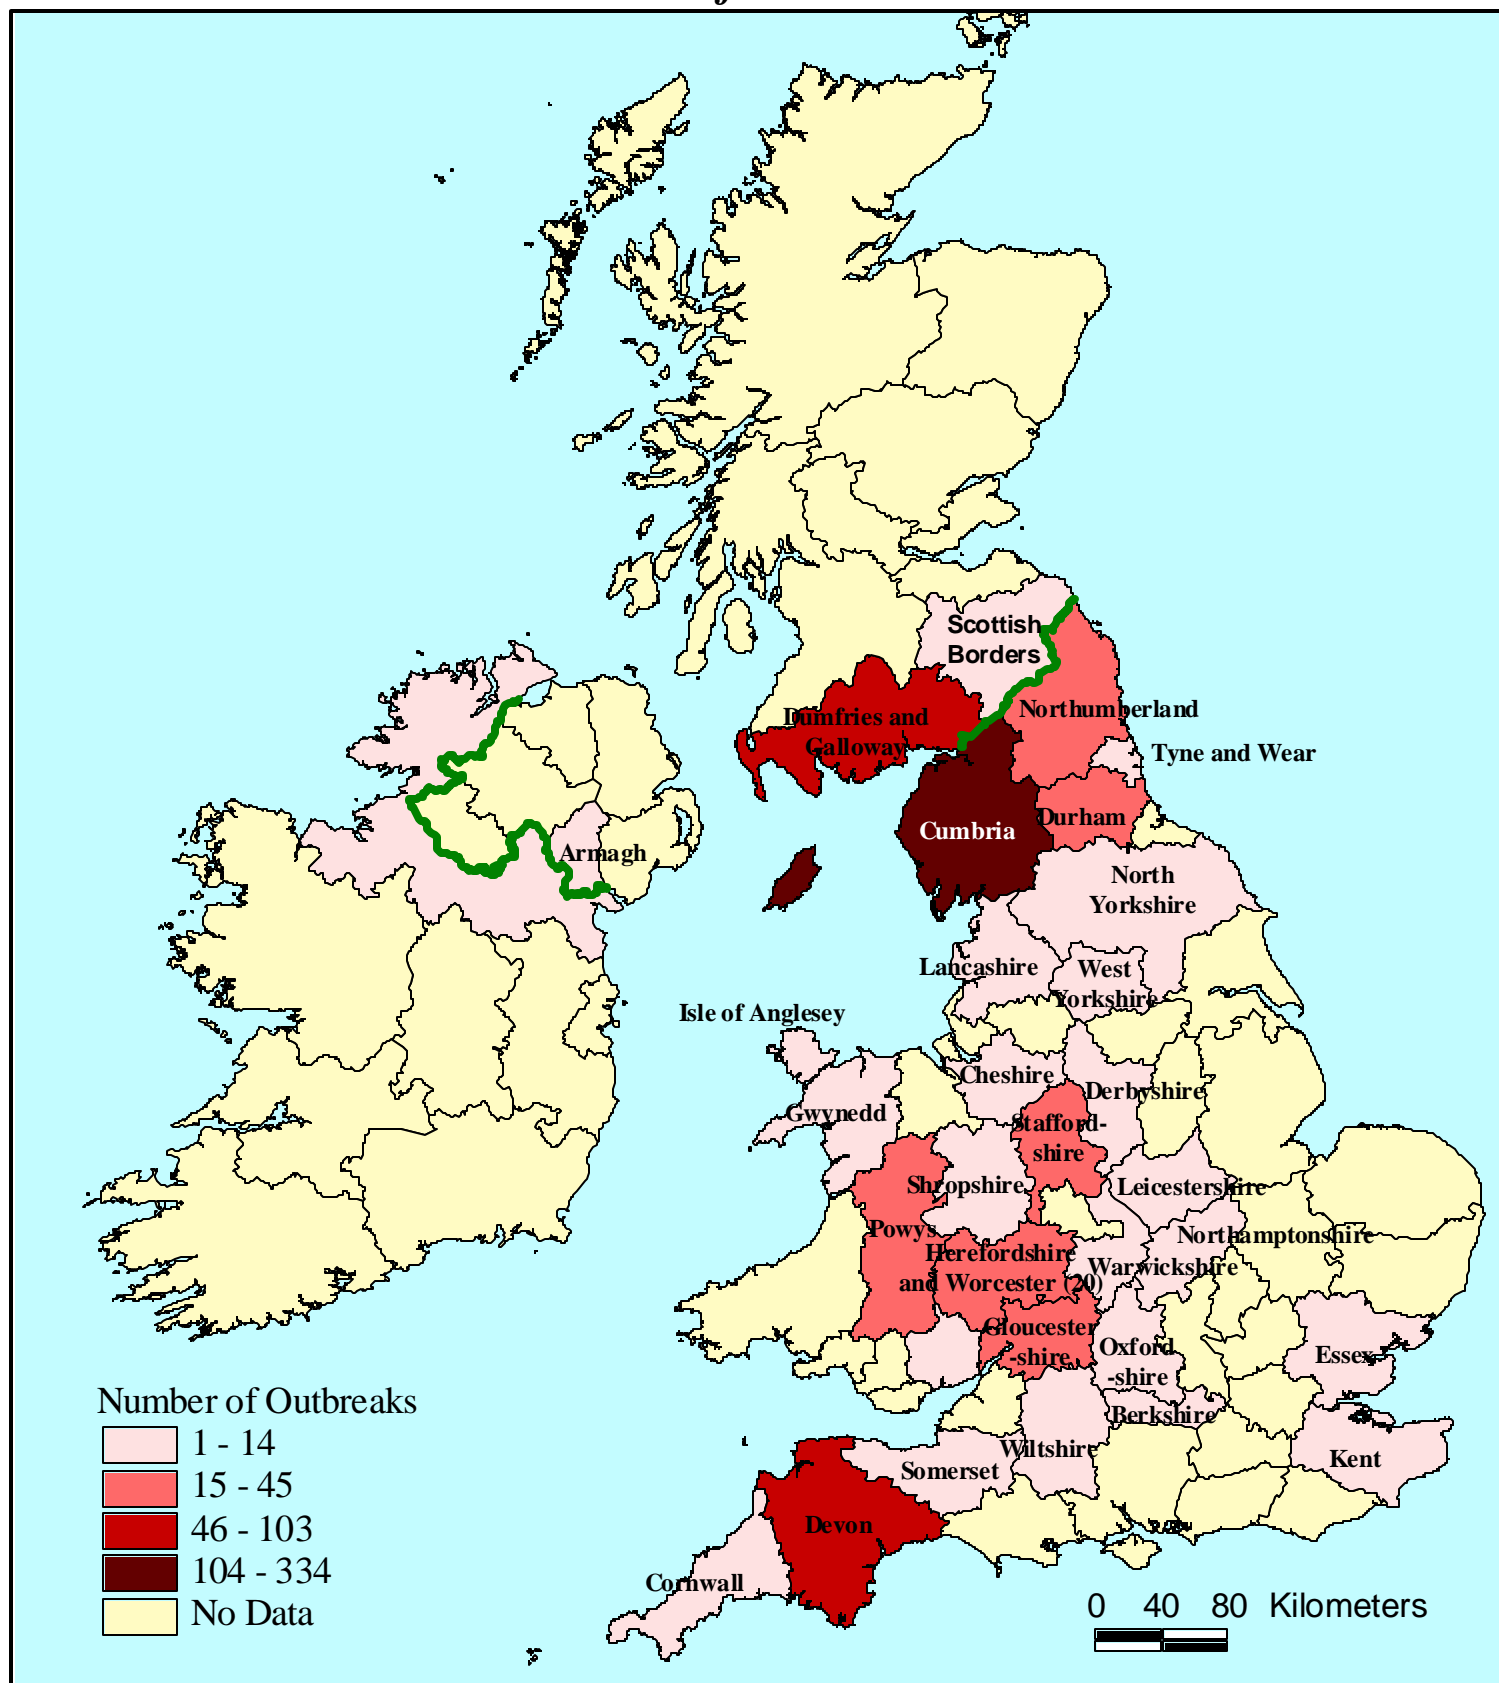 Scottish
Borders
Northumberland
Dumfries and
Galloway
Tyne and Wear
Durham
Cumbria
Armagh
North
Yorkshire
Lancashire
West
Yorkshire
Isle of Anglesey
Cheshire
Derbyshire
Gwynedd
Stafford-
shire
Shropshire
Leicestershire
Powys
Northamptonshire
Herefordshire
and Worcester (20)
Warwickshire
Gloucester
-shire
Oxford
-shire
Essex
Berkshire
Wiltshire
Somerset
Kent
Devon
Cornwall
Number of Outbreaks
1 - 14
15 - 45
46 - 103
104 - 334
No Data
0 40 80 Kilometers